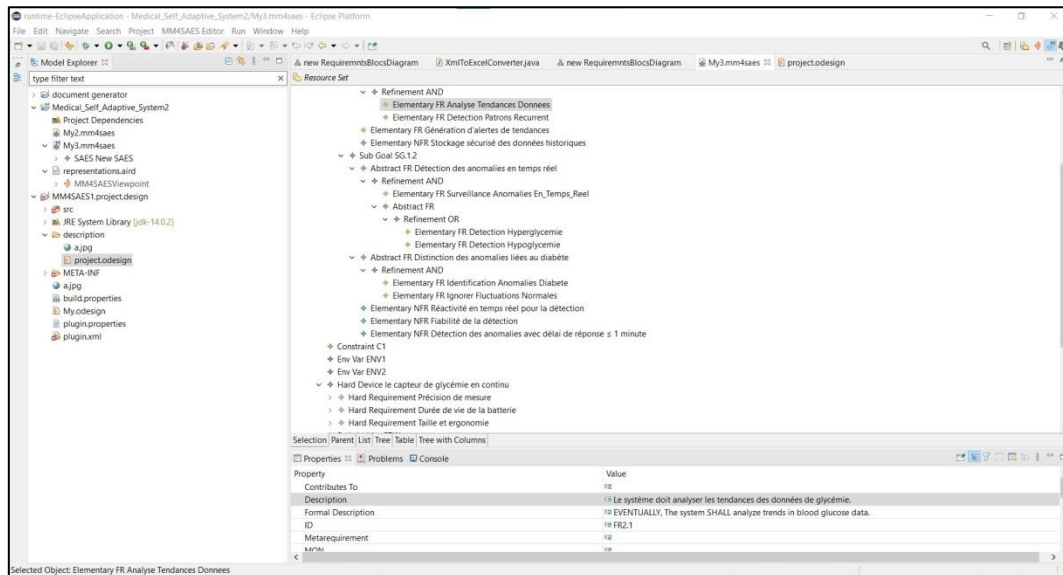 runtime-EclipseApplication - Medical_Self_Adaptive_System2/My3.mm4saes - Eclipse Platform
File Edit Navigate Search Project MM4SAES Editor Run Window Help
Model Explorer
type filter text
document generator
Medical_Self_Adaptive_System2
Project Dependencies
My2.mm4saes
My3.mm4saes
SAES New SAES
representations.aird
MM4SAESViewpoint
MM4SAES1.project.design
src
JRE System Library [jdk-14.0.2]
description
a.jpg
project.odesign
META-INF
a.jpg
build.properties
My.odesign
plugin.properties
plugin.xml
new RequiremntsBlocsDiagram XmlToExcelConverter.java new RequiremntsBlocsDiagram My3.mm4saes project.odesign
Resource Set
Refinement AND
Elementary FR Analyse Tendances Donnees
Elementary FR Detection Patrons Recurrent
Elementary FR Génération d'alertes de tendances
Elementary NFR Stockage sécurisé des données historiques
Sub Goal SG.1.2
Abstract FR Détection des anomalies en temps réel
Refinement AND
Elementary FR Surveillance Anomalies En_Temps_Reel
Abstract FR
Refinement OR
Elementary FR Detection Hyperglycemie
Elementary FR Detection Hypoglycemie
Abstract FR Distinction des anomalies liées au diabète
Refinement AND
Elementary FR Identification Anomalies Diabete
Elementary FR Ignorer Fluctuations Normales
Elementary NFR Réactivité en temps réel pour la détection
Elementary NFR Fiabilité de la détection
Elementary NFR Détection des anomalies avec délai de réponse ≤ 1 minute
Constraint C1
Env Var ENV1
Env Var ENV2
Hard Device le capteur de glycémie en continu
Hard Requirement Précision de mesure
Hard Requirement Durée de vie de la batterie
Hard Requirement Taille et ergonomie
Selection Parent List Tree Table Tree with Columns
Properties Problems Console
Property Value
Contributes To
Description Le système doit analyser les tendances des données de glycémie.
Formal Description EVENTUALLY, The system SHALL analyze trends in blood glucose data.
ID FR2.1
Metarequirement
MON
Selected Object: Elementary FR Analyse Tendances Donnees